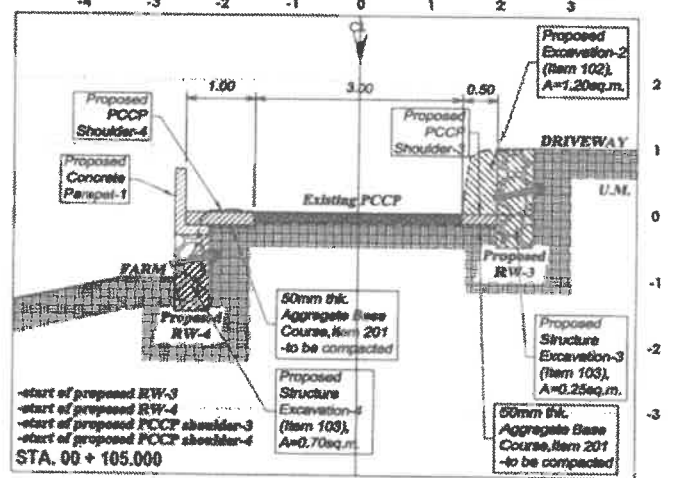 -4 -3 -2 -1 0 1 2 3
CL
Proposed
Excavation-2
(Item 102),
A=1.20sq.m.
1.00
3.00
0.50
Proposed
PCCP
Shoulder-4
Proposed
PCCP
Shoulder-3
Proposed
Concrete
Parapet-1
DRIVEWAY
U.M.
Existing PCCP
2
1
0
-1
-2
-3
FARM
Proposed
RW-3
Proposed
RW-4
50mm thk.
Aggregate Base
Course,Item 201
-to be compacted
Proposed
Structure
Excavation-3
(Item 103),
A=0.25sq.m.
Proposed
Structure
Excavation-4
(Item 103),
A=0.70sq.m.
50mm thk.
Aggregate Base
Course,Item 201
-to be compacted
-start of proposed RW-3
-start of proposed RW-4
-start of proposed PCCP shoulder-3
-start of proposed PCCP shoulder-4
STA. 00 + 105.000